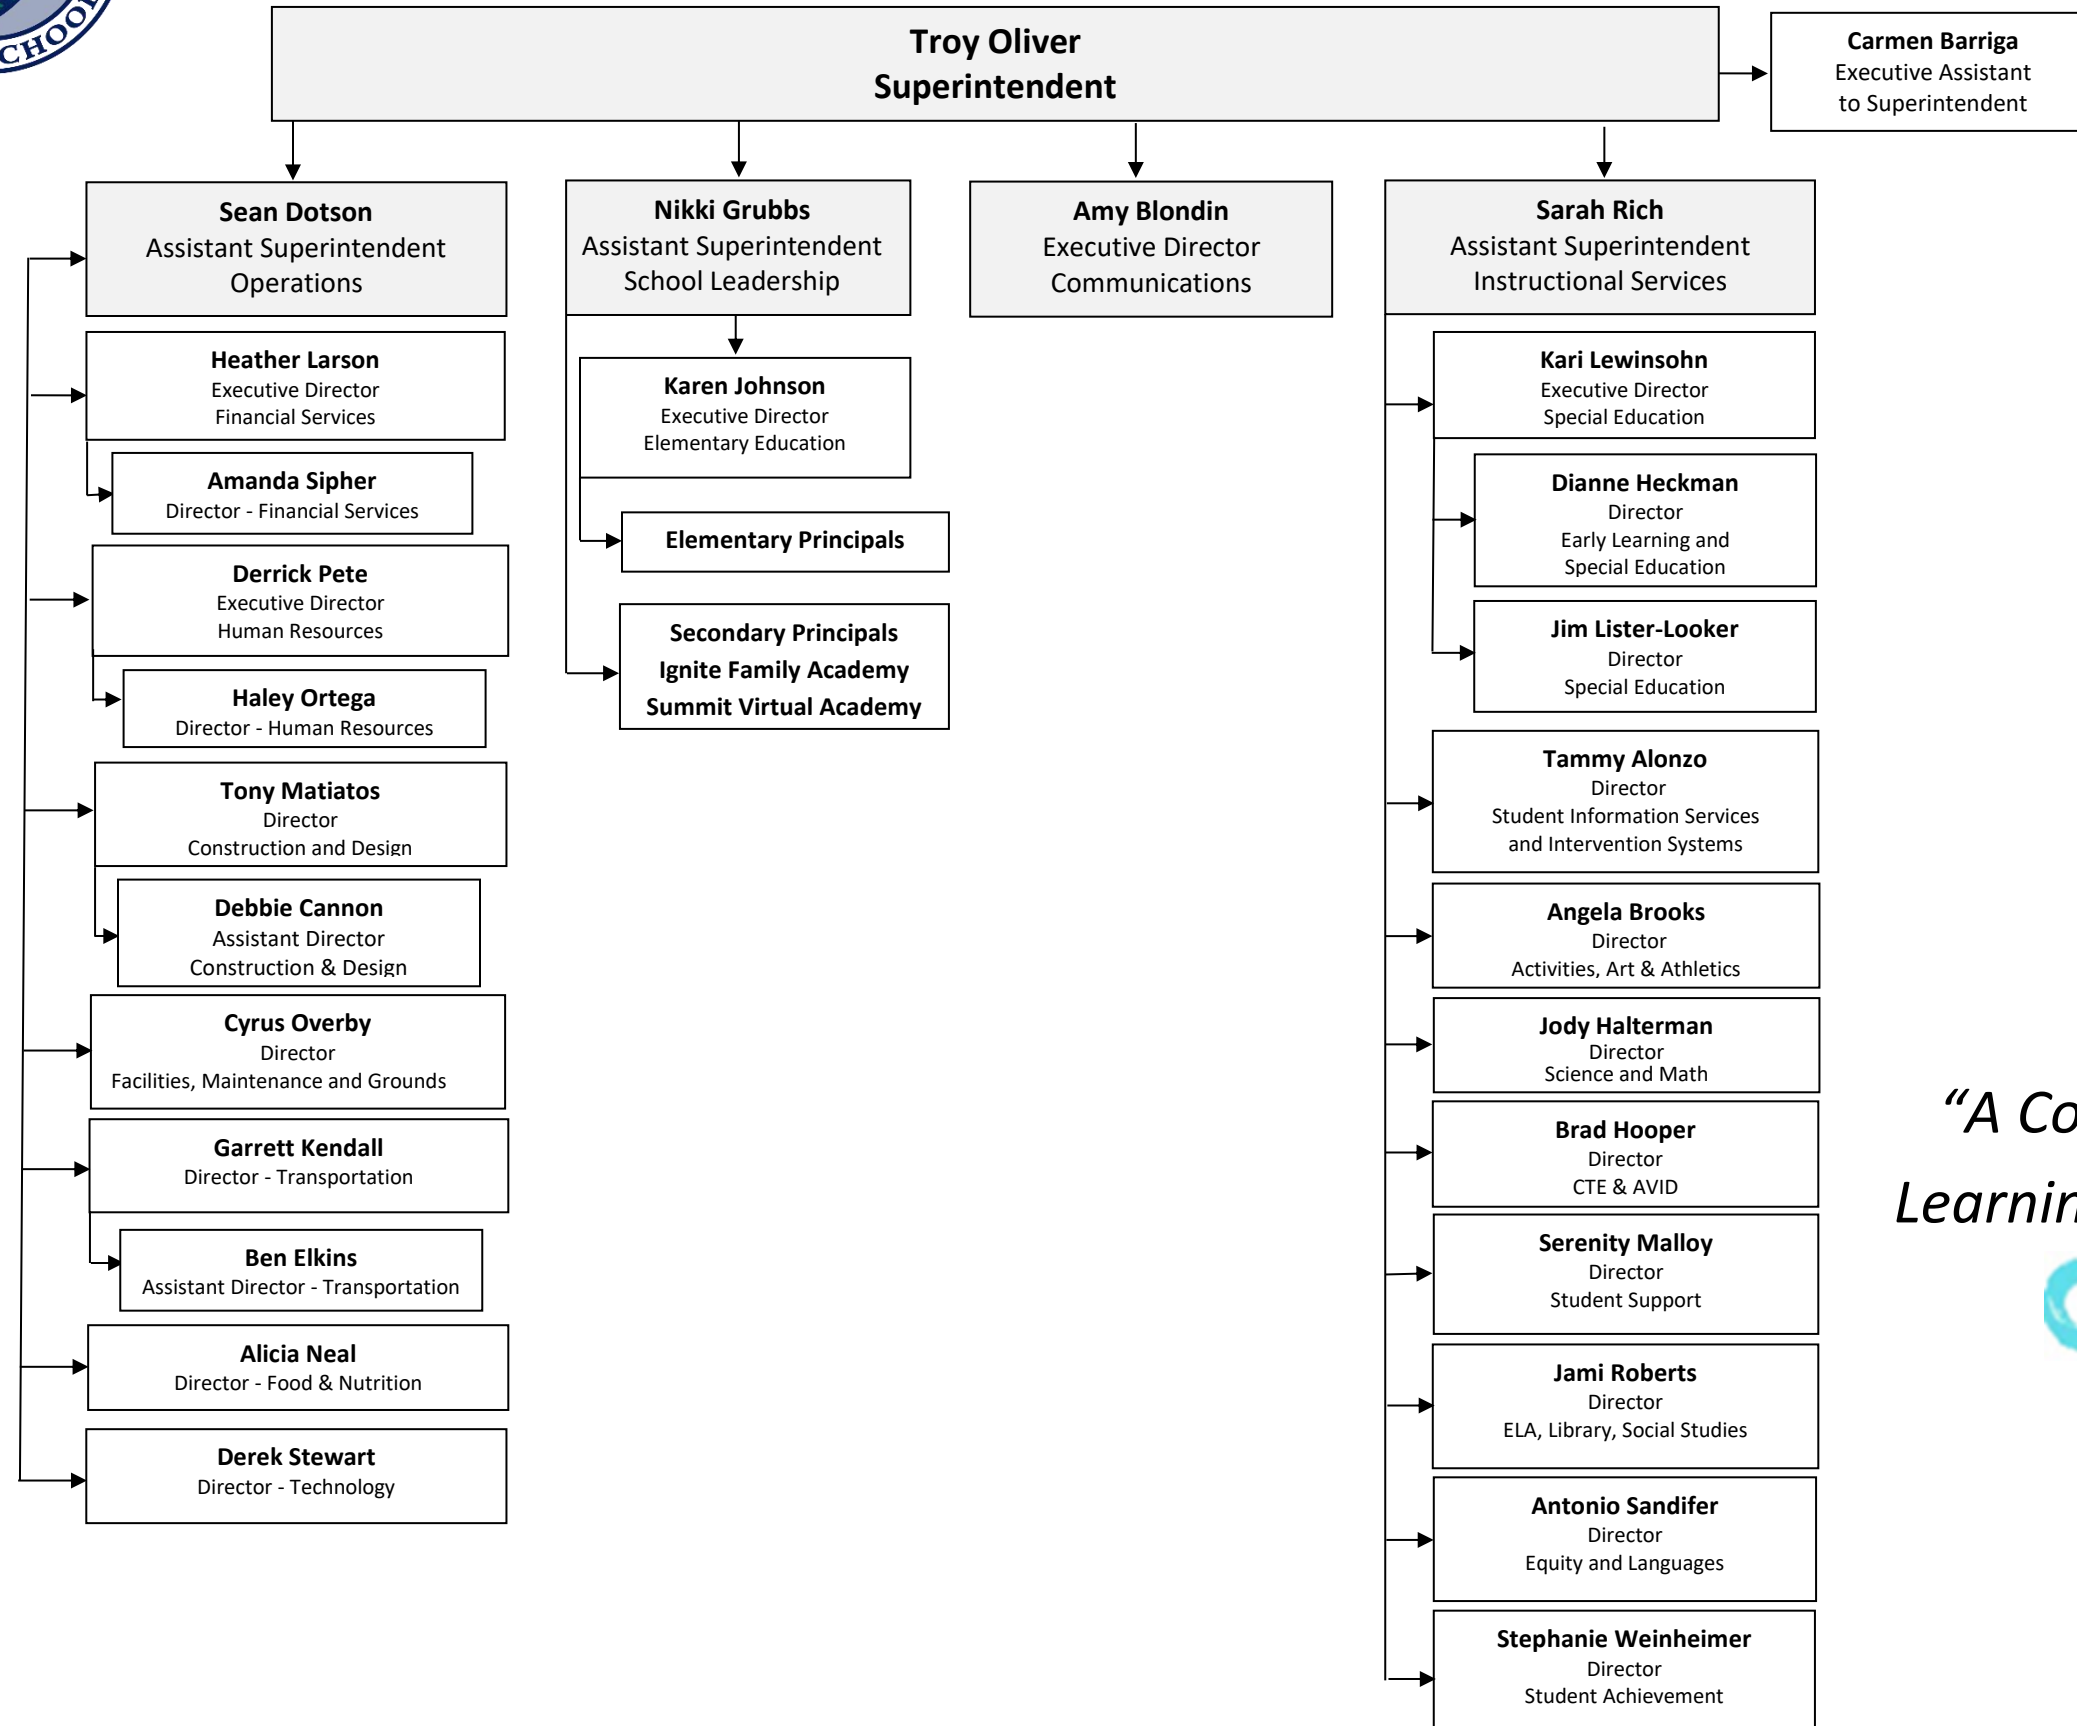 Troy Oliver
Superintendent
Carmen Barriga
Executive Assistant
to Superintendent
Sean Dotson
Assistant Superintendent
Operations
Heather Larson
Executive Director
Financial Services
Amanda Sipher
Director - Financial Services
Derrick Pete
Executive Director
Human Resources
Haley Ortega
Director - Human Resources
Tony Matiatos
Director
Construction and Design
Debbie Cannon
Assistant Director
Construction & Design
Cyrus Overby
Director
Facilities, Maintenance and Grounds
Garrett Kendall
Director - Transportation
Ben Elkins
Assistant Director - Transportation
Alicia Neal
Director - Food & Nutrition
Derek Stewart
Director - Technology
Nikki Grubbs
Assistant Superintendent
School Leadership
Karen Johnson
Executive Director
Elementary Education
Elementary Principals
Secondary Principals
Ignite Family Academy
Summit Virtual Academy
Amy Blondin
Executive Director
Communications
Sarah Rich
Assistant Superintendent
Instructional Services
Kari Lewinsohn
Executive Director
Special Education
Dianne Heckman
Director
Early Learning and
Special Education
Jim Lister-Looker
Director
Special Education
Tammy Alonzo
Director
Student Information Services
and Intervention Systems
Angela Brooks
Director
Activities, Art & Athletics
Jody Halterman
Director
Science and Math
Brad Hooper
Director
CTE & AVID
Serenity Malloy
Director
Student Support
Jami Roberts
Director
ELA, Library, Social Studies
Antonio Sandifer
Director
Equity and Languages
Stephanie Weinheimer
Director
Student Achievement
“A Co
Learnin